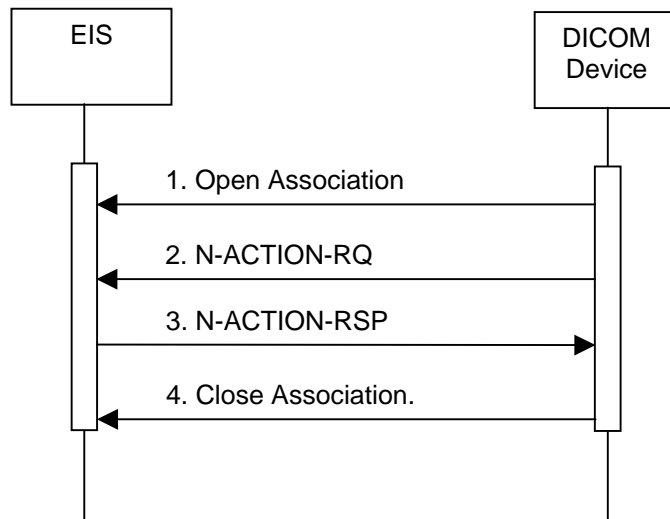 EIS
DICOM
Device
1. Open Association
2. N-ACTION-RQ
3. N-ACTION-RSP
4. Close Association.